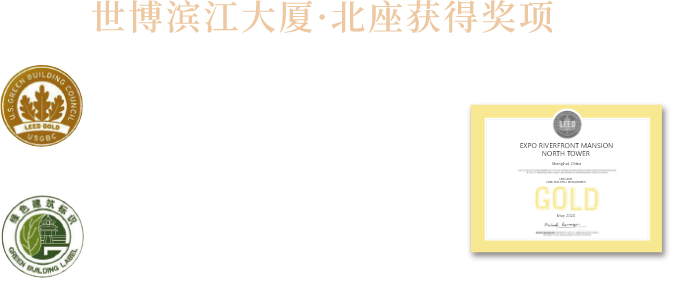 世博滨江大厦·北座获得奖项
U.S. GREEN BUILDING COUNCIL
LEED GOLD
USGBC
LEED
EXPO RIVERFRONT MANSION
NORTH TOWER
Shanghai, China
GOLD
May 2020
绿色建筑标识
GREEN BUILDING LABEL